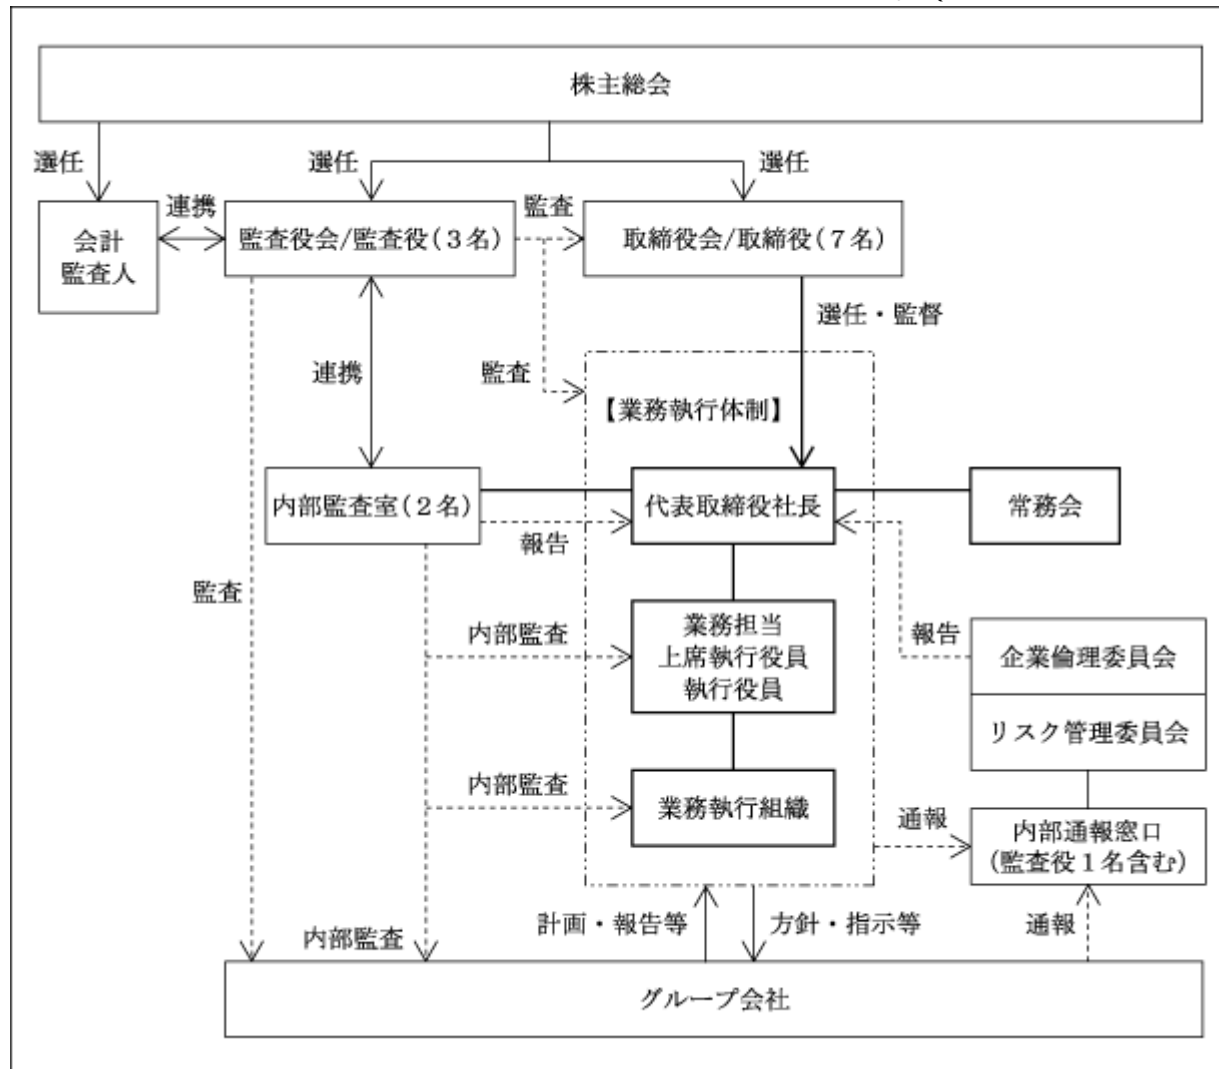 株主総会
選任
選任
選任
会計
監査人
連携
監査役会/監査役(3名)
監査
取締役会/取締役(7名)
選任・監督
連携
監査
【業務執行体制】
内部監査室(2名)
報告
代表取締役社長
常務会
監査
内部監査
業務担当
上席執行役員
執行役員
報告
企業倫理委員会
リスク管理委員会
内部監査
業務執行組織
通報
内部通報窓口
(監査役1名含む)
内部監査
計画・報告等
方針・指示等
通報
グループ会社